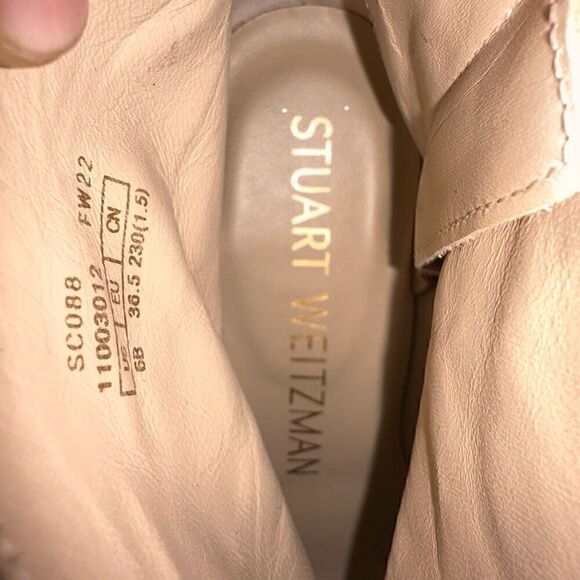 SC088 FW22
11003012
US EU CN
6B 36.5 230(1.5)
STUART WEITZMAN